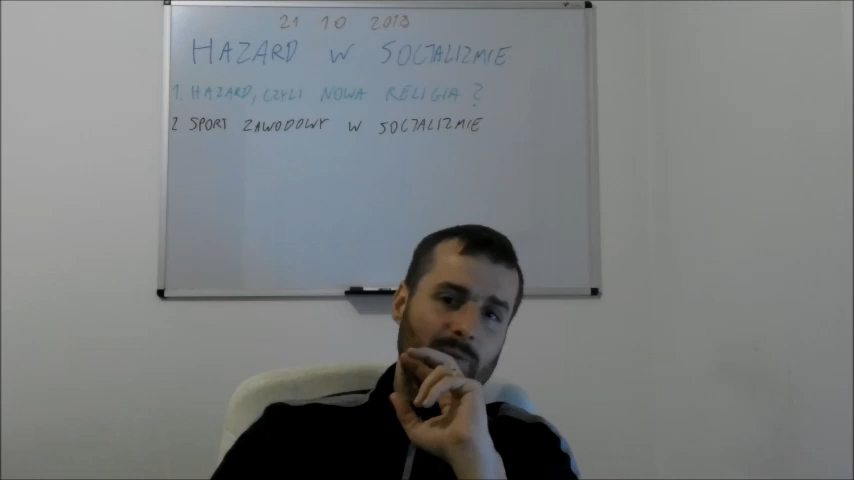 21 10 2013
HAZARD W SOCJALIZMIE
1. HAZARD, CZYLI NOWA RELIGIA?
2. SPORT ZAWODOWY W SOCJALIZMIE